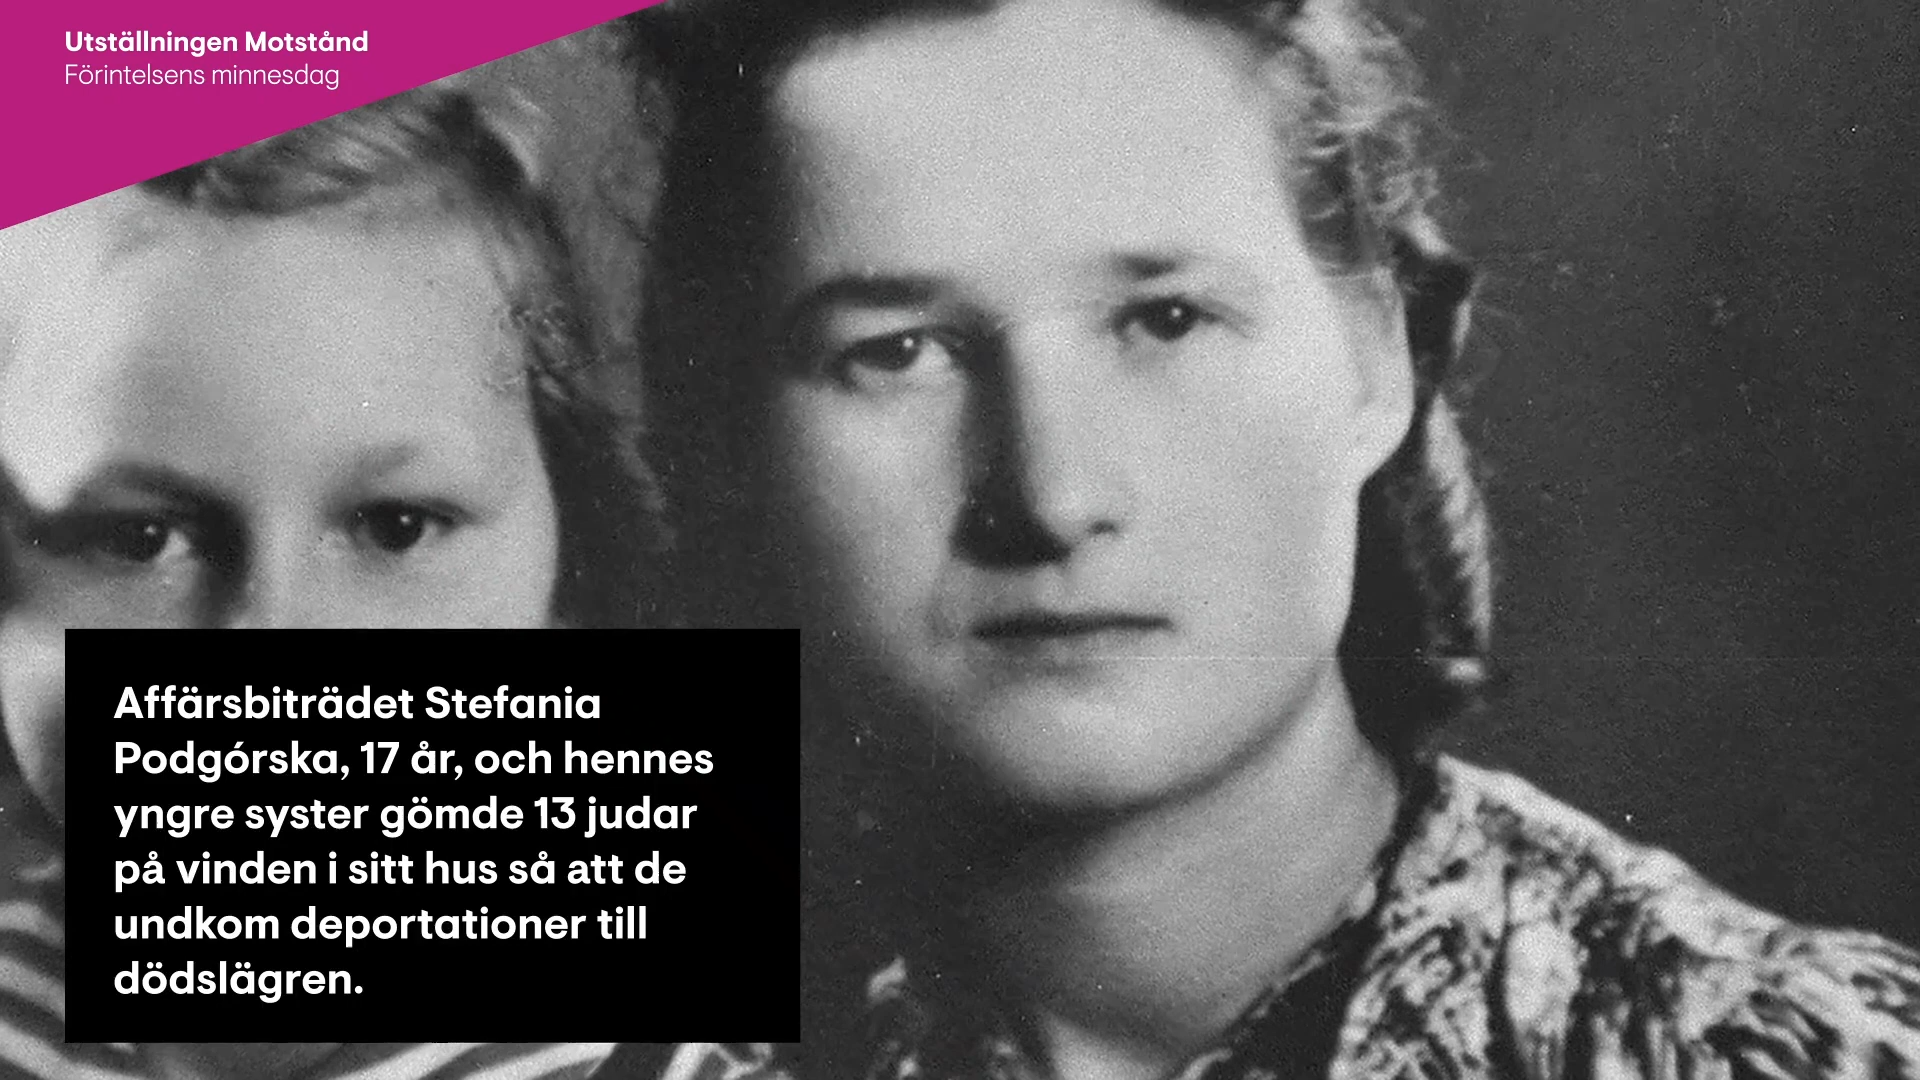 Utställningen Motstånd
Förintelsens minnesdag
Affärsbiträdet Stefania
Podgórska, 17 år, och hennes
yngre syster gömde 13 judar
på vinden i sitt hus så att de
undkom deportationer till
dödslägren.